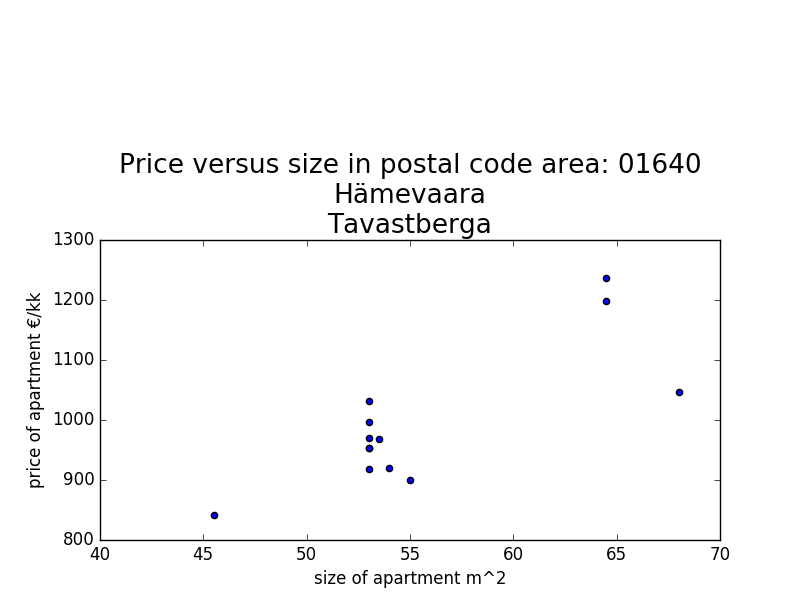 Price versus size in postal code area: 01640
Hämevaara
Tavastberga
1300
1200
1100
1000
900
800
price of apartment €/kk
40 45 50 55 60 65 70
size of apartment m^2